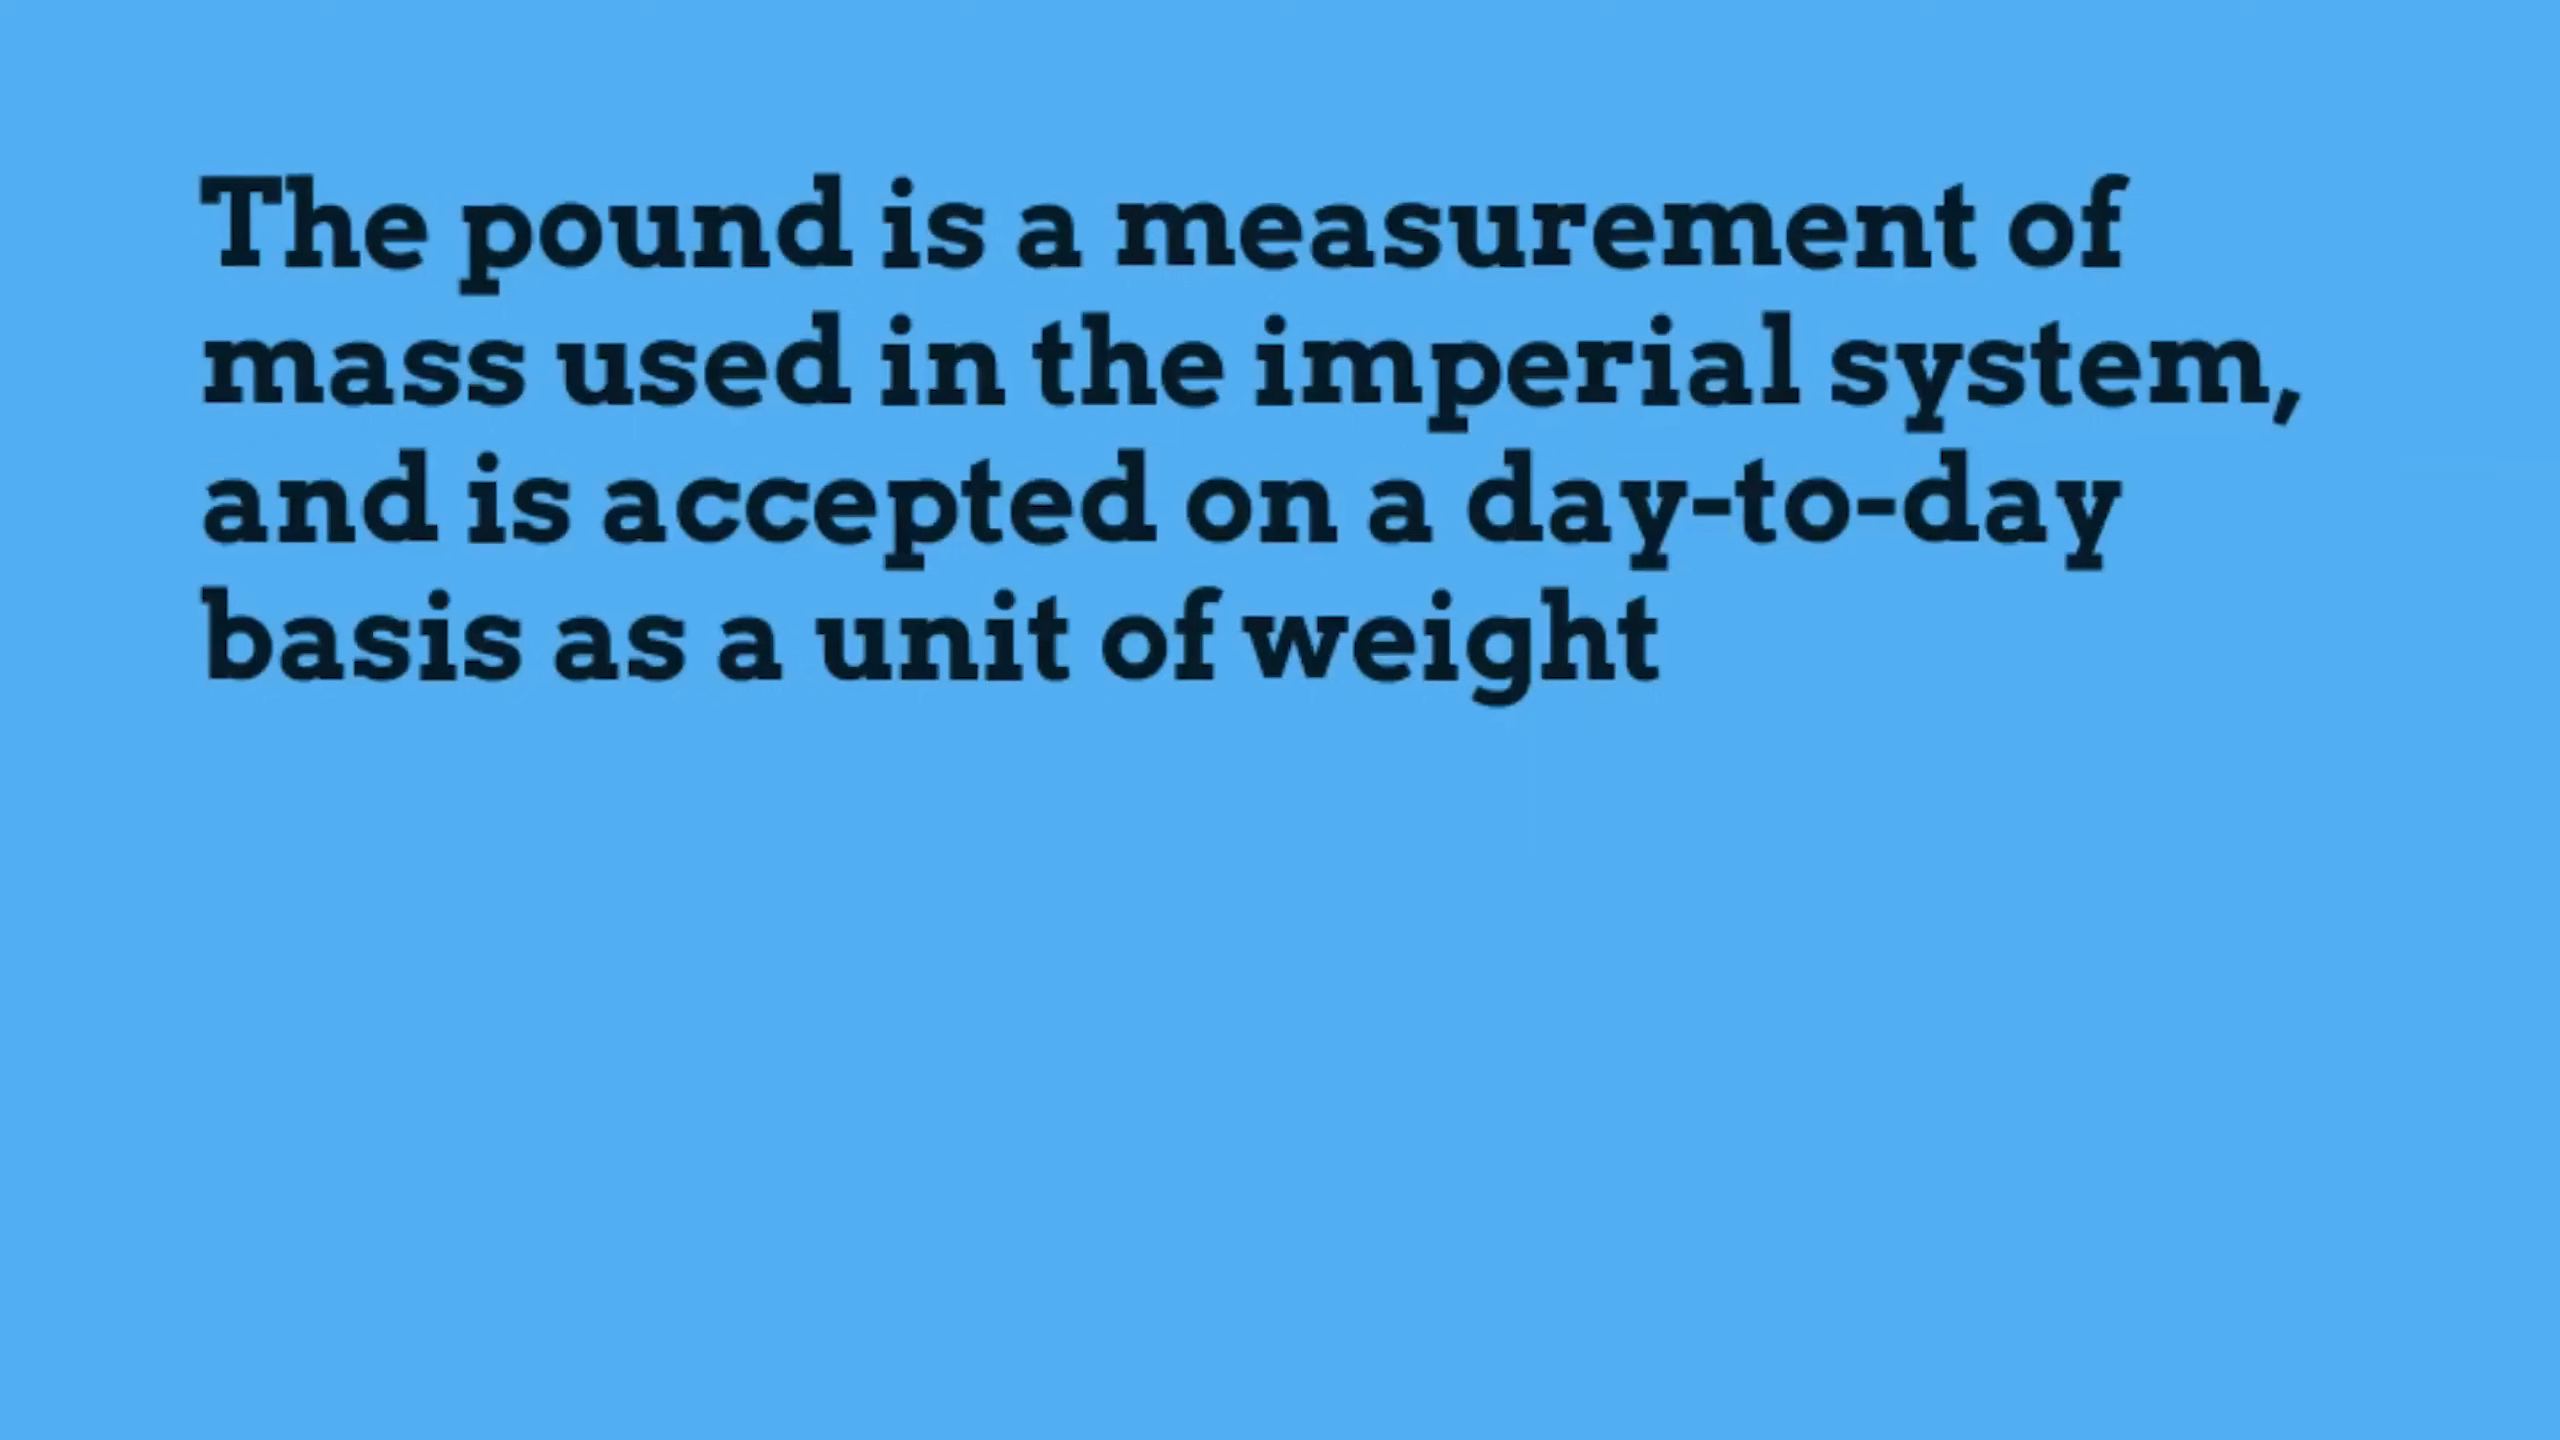 The pound is a measurement of
mass used in the imperial system,
and is accepted on a day-to-day
basis as a unit of weight